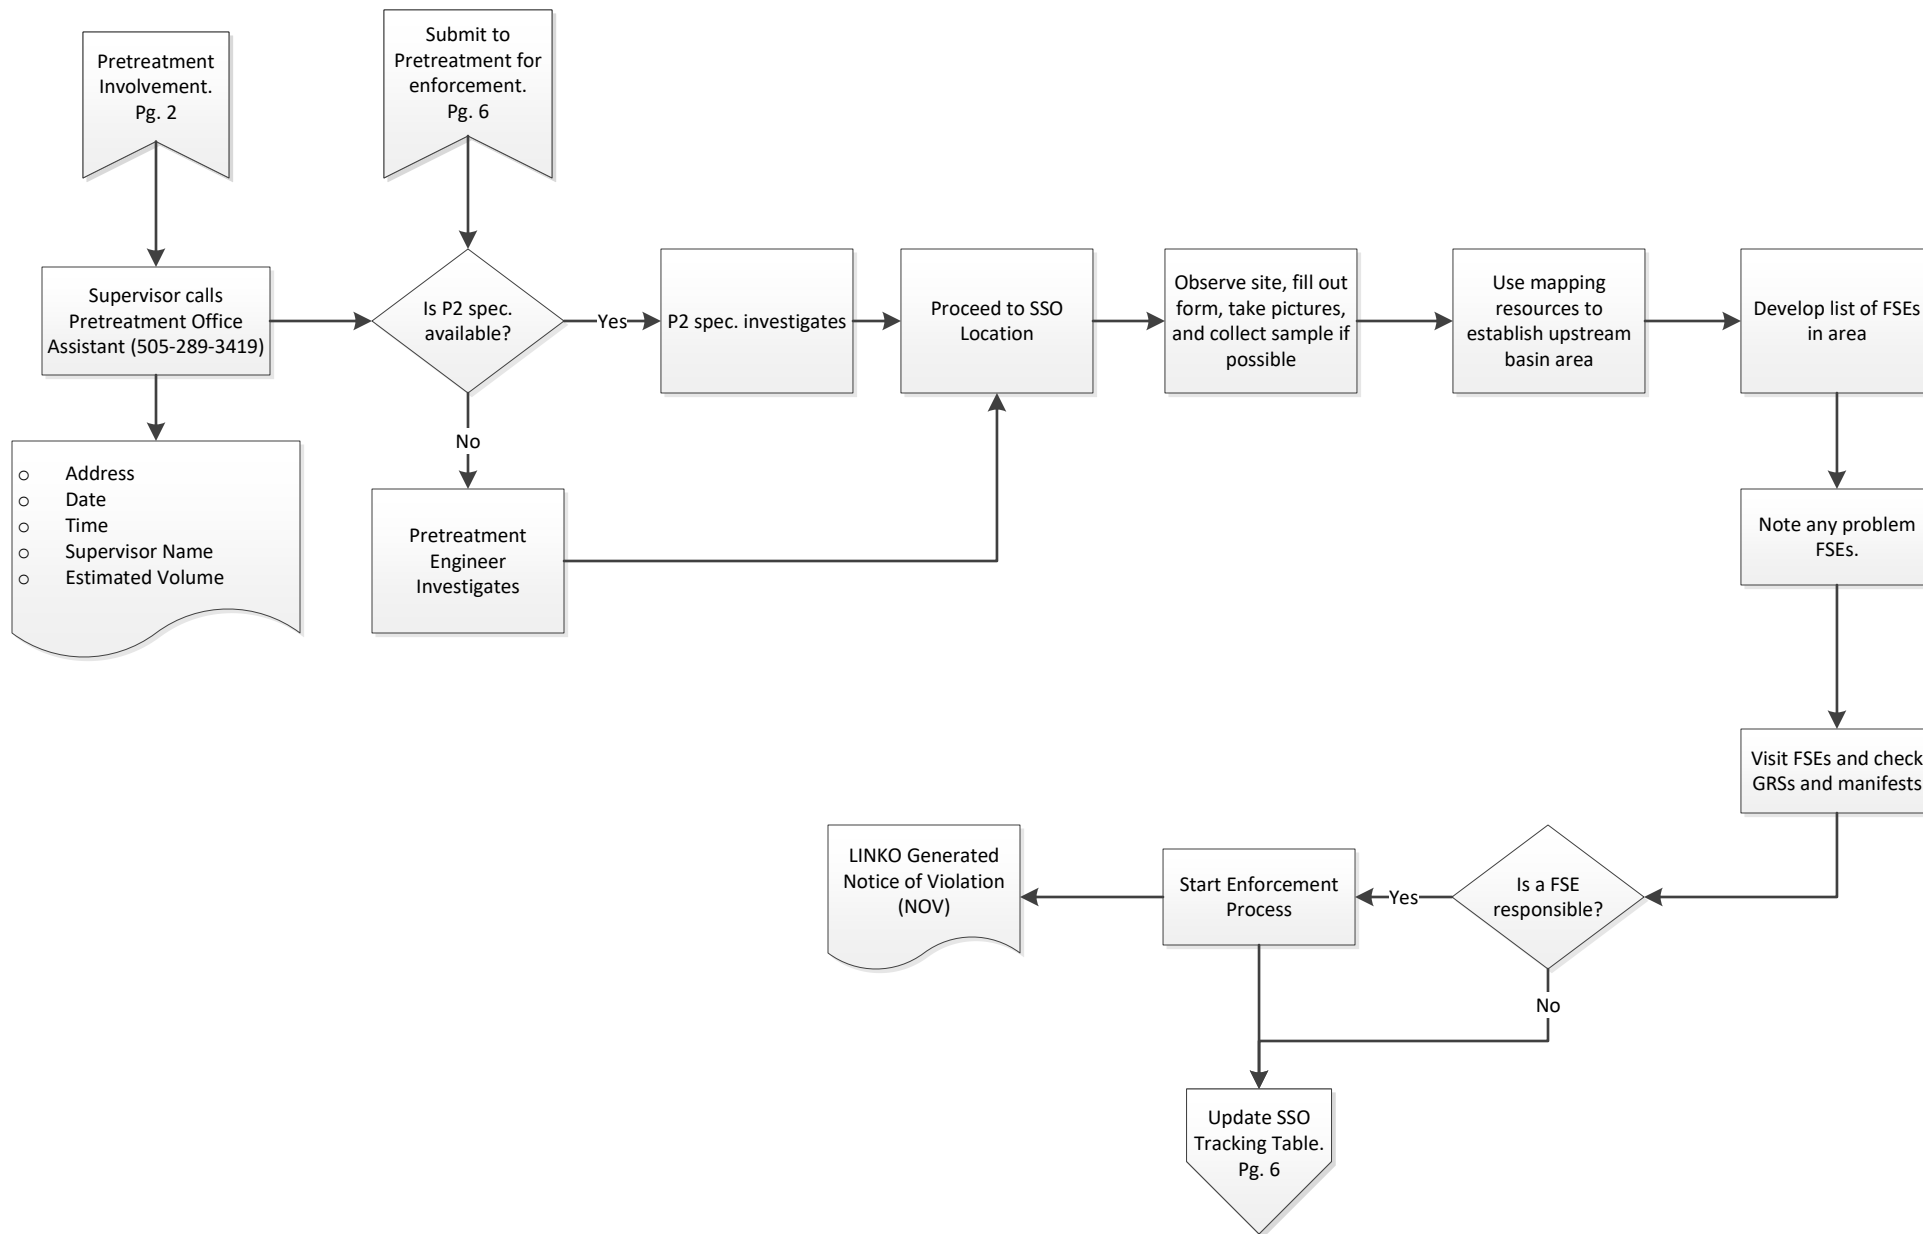 Pretreatment
Involvement.
Pg. 2
Submit to
Pretreatment for
enforcement.
Pg. 6
Supervisor calls
Pretreatment Office
Assistant (505-289-3419)
Is P2 spec.
available?
Yes
P2 spec. investigates
Proceed to SSO
Location
Observe site, fill out
form, take pictures,
and collect sample if
possible
Use mapping
resources to
establish upstream
basin area
Develop list of FSEs
in area
No
o Address
o Date
o Time
o Supervisor Name
o Estimated Volume
Pretreatment
Engineer
Investigates
Note any problem
FSEs.
Visit FSEs and check
GRSs and manifests
LINKO Generated
Notice of Violation
(NOV)
Start Enforcement
Process
Yes
Is a FSE
responsible?
No
Update SSO
Tracking Table.
Pg. 6